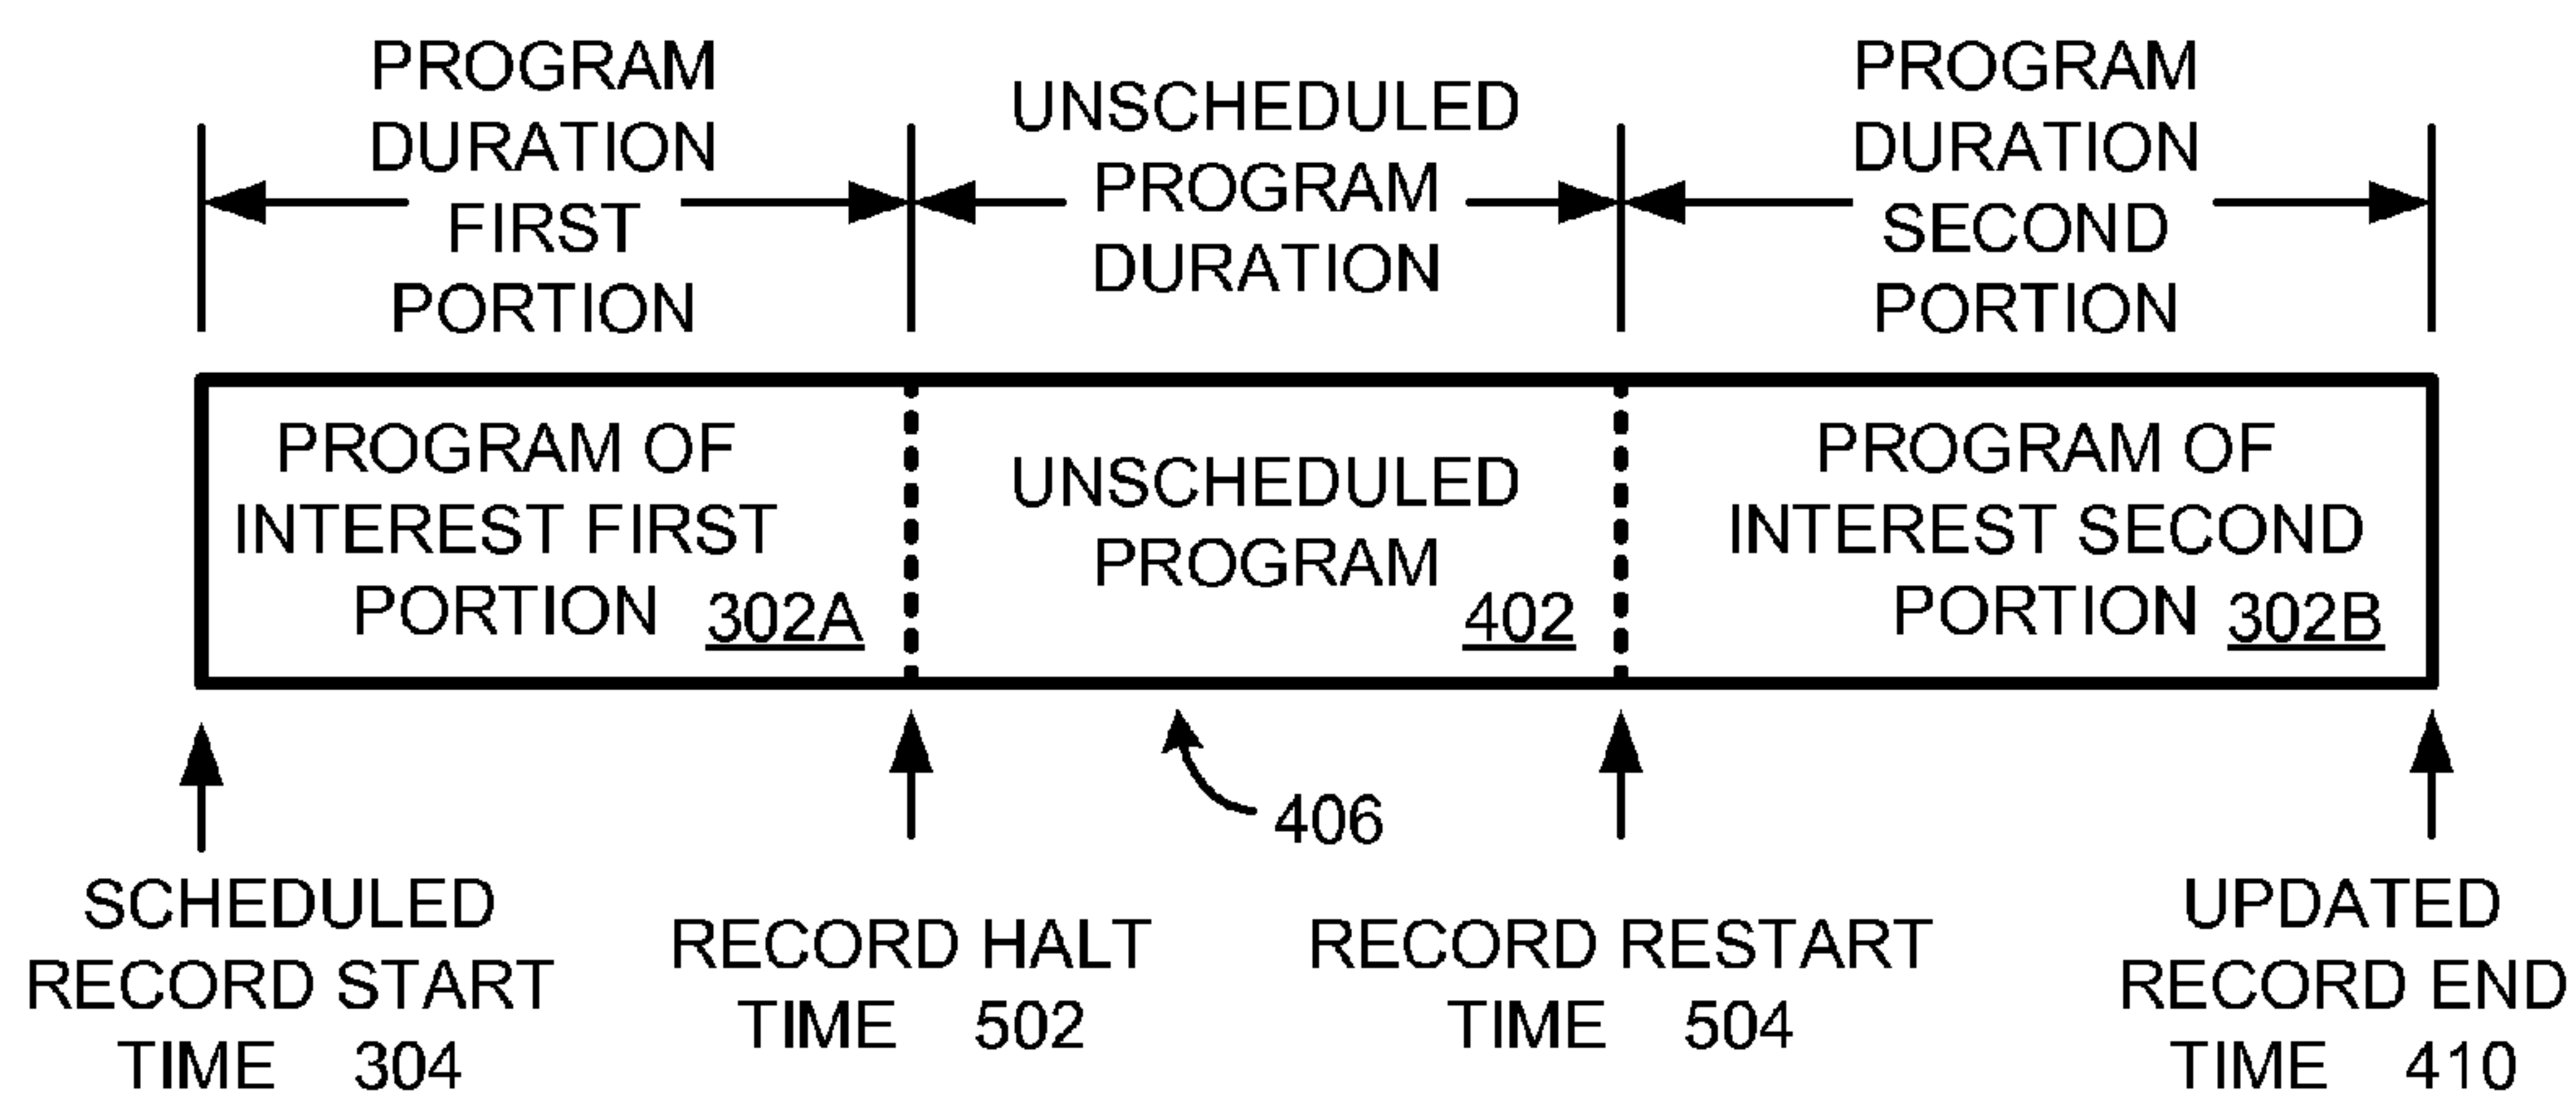 PROGRAM
DURATION
FIRST
PORTION
UNSCHEDULED
PROGRAM
DURATION
PROGRAM
DURATION
SECOND
PORTION
PROGRAM OF
INTEREST FIRST
PORTION 302A
UNSCHEDULED
PROGRAM
402
PROGRAM OF
INTEREST SECOND
PORTION 302B
406
SCHEDULED
RECORD START
TIME 304
RECORD HALT
TIME 502
RECORD RESTART
TIME 504
UPDATED
RECORD END
TIME 410